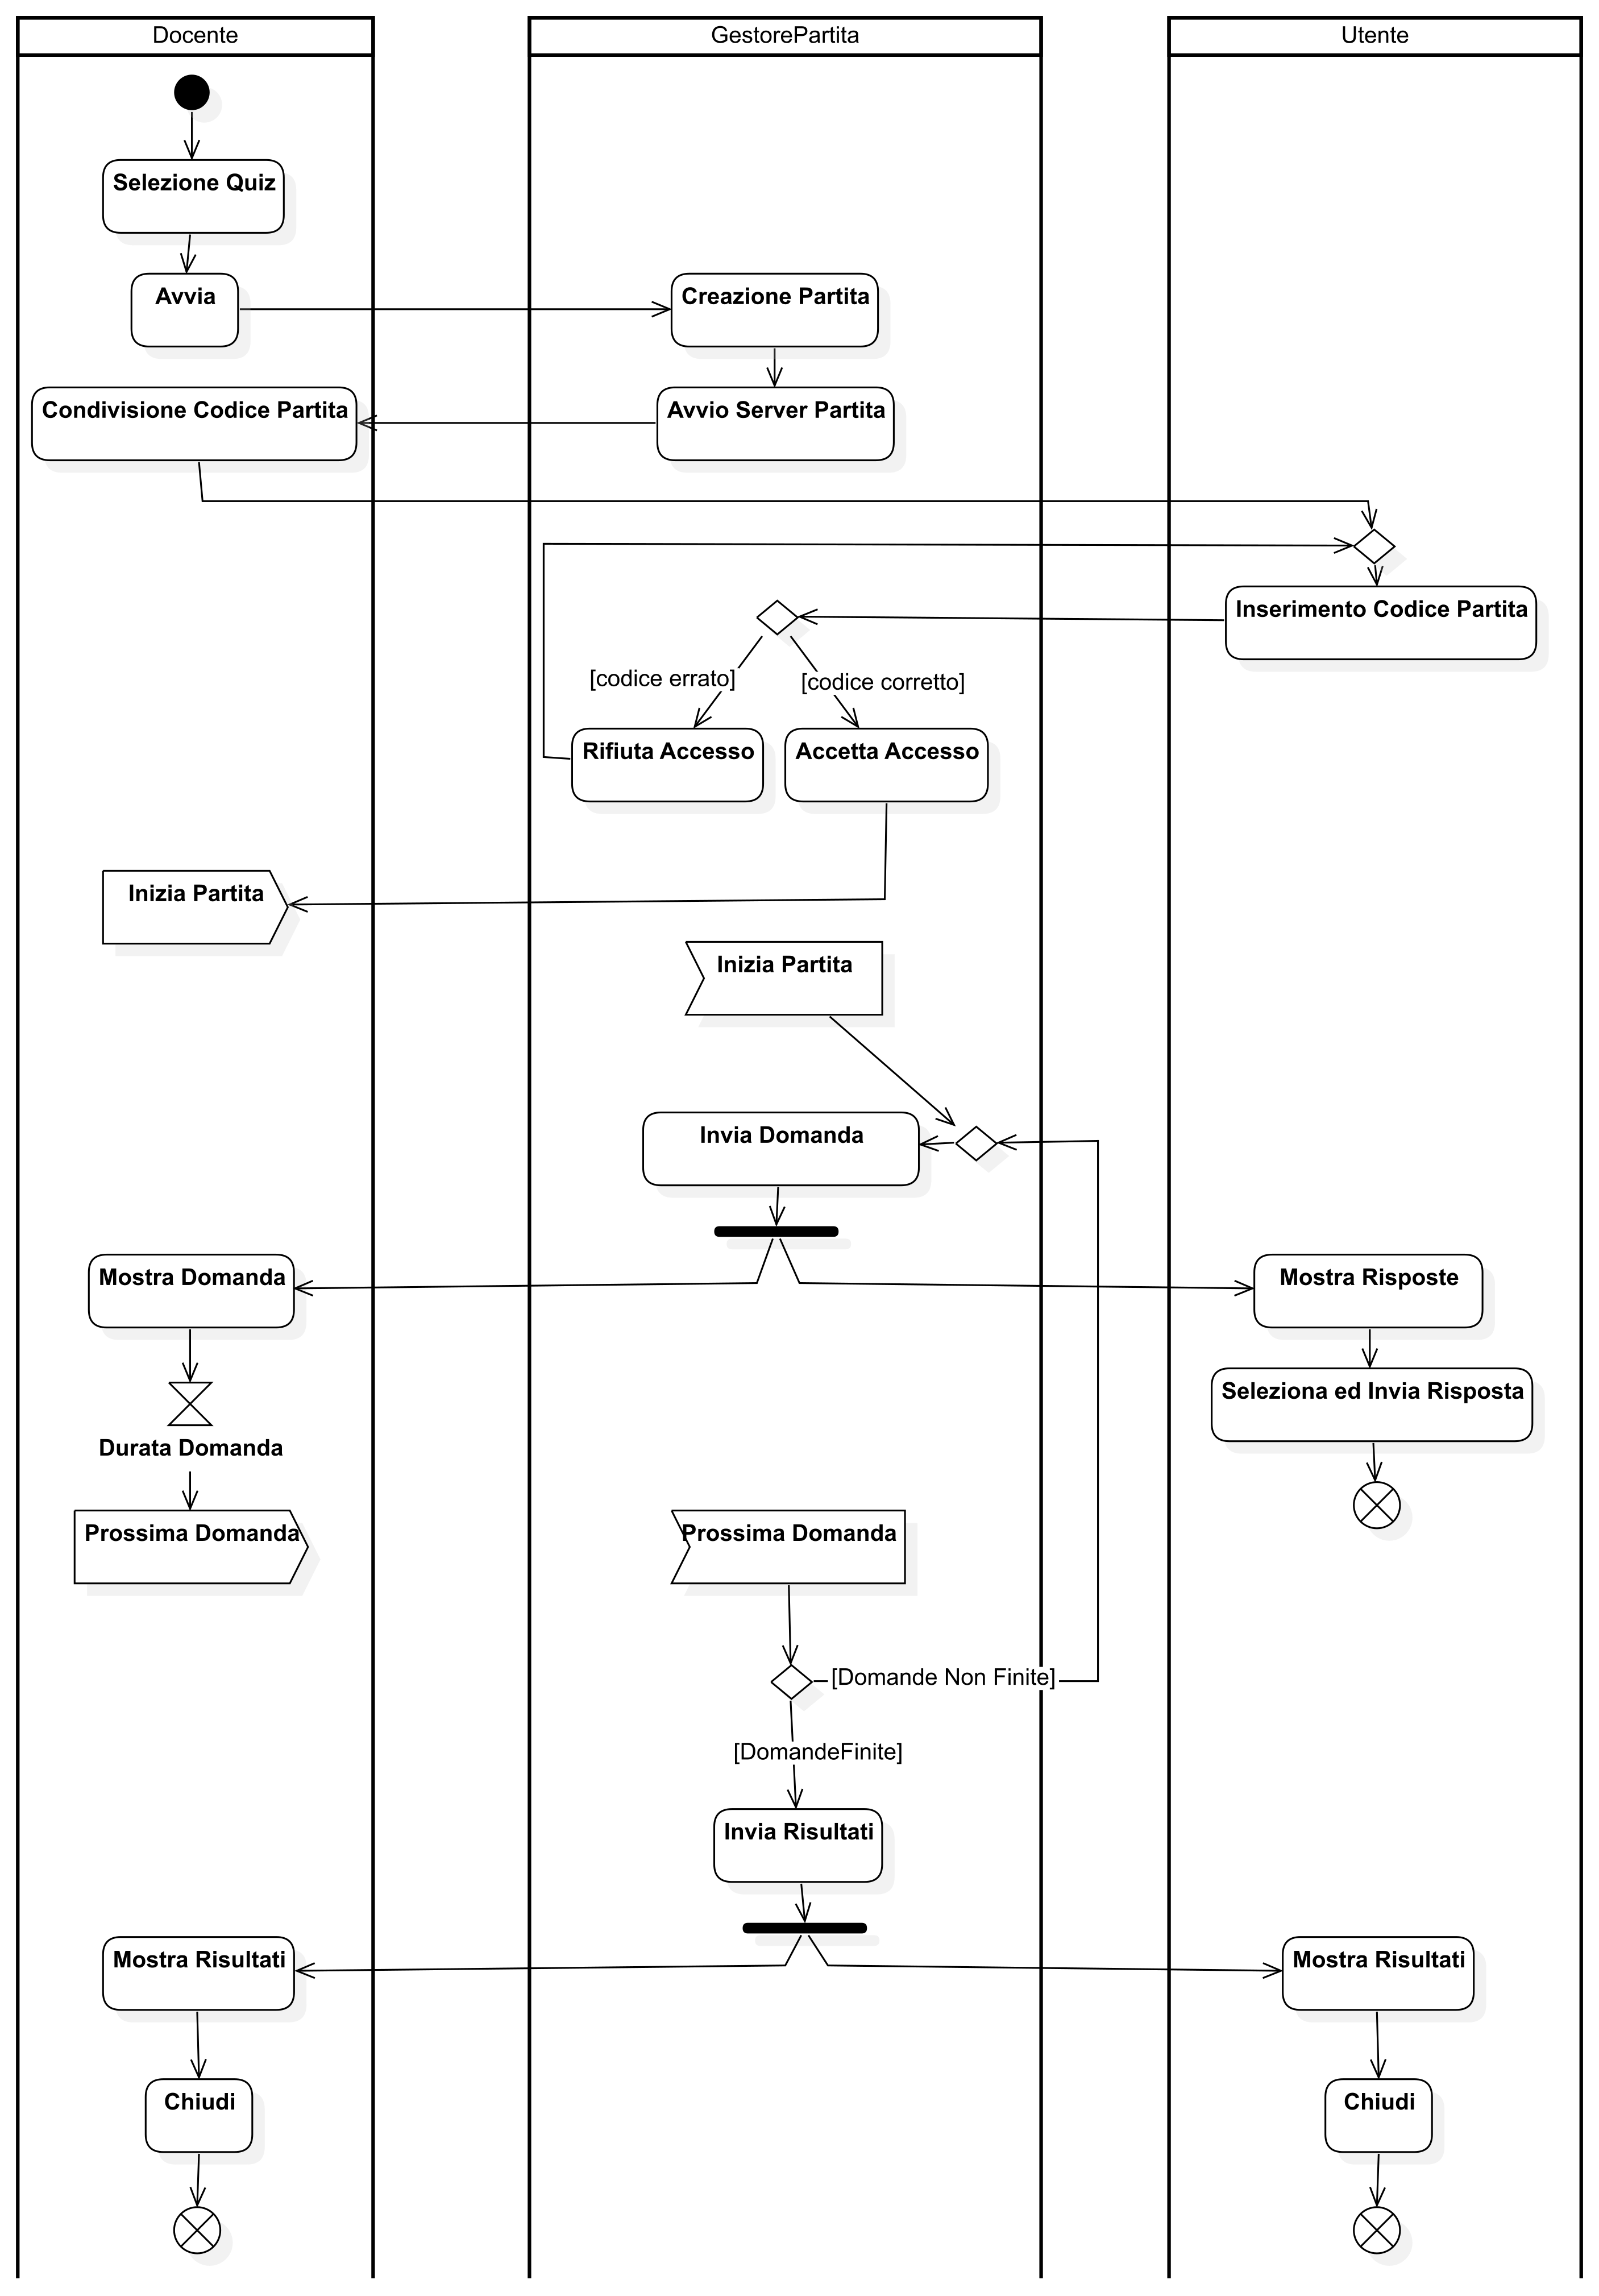 Docente
GestorePartita
Utente
Selezione Quiz
Avvia
Creazione Partita
Condivisione Codice Partita
Avvio Server Partita
Inserimento Codice Partita
[codice errato]
[codice corretto]
Rifiuta Accesso
Accetta Accesso
Inizia Partita
Inizia Partita
Invia Domanda
Mostra Domanda
Mostra Risposte
Seleziona ed Invia Risposta
Durata Domanda
Prossima Domanda
Prossima Domanda
[Domande Non Finite]
[DomandeFinite]
Invia Risultati
Mostra Risultati
Mostra Risultati
Chiudi
Chiudi